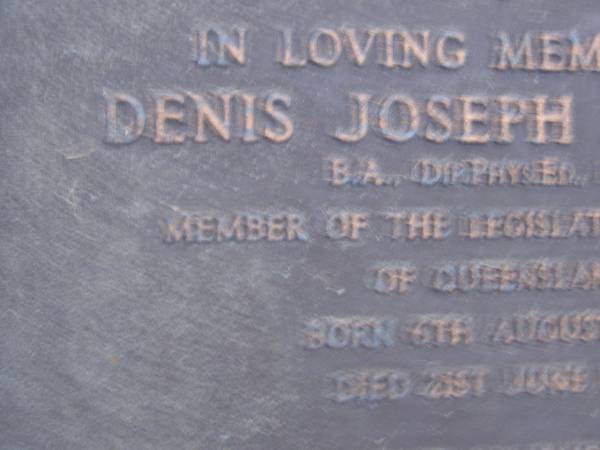 IN LOVING MEM
DENIS JOSEPH
B.A., DIP.PHYS.ED.,
MEMBER OF THE LEGISLAT
OF QUEENSLAN
BORN 6TH AUGUST
DIED 21ST JUNE